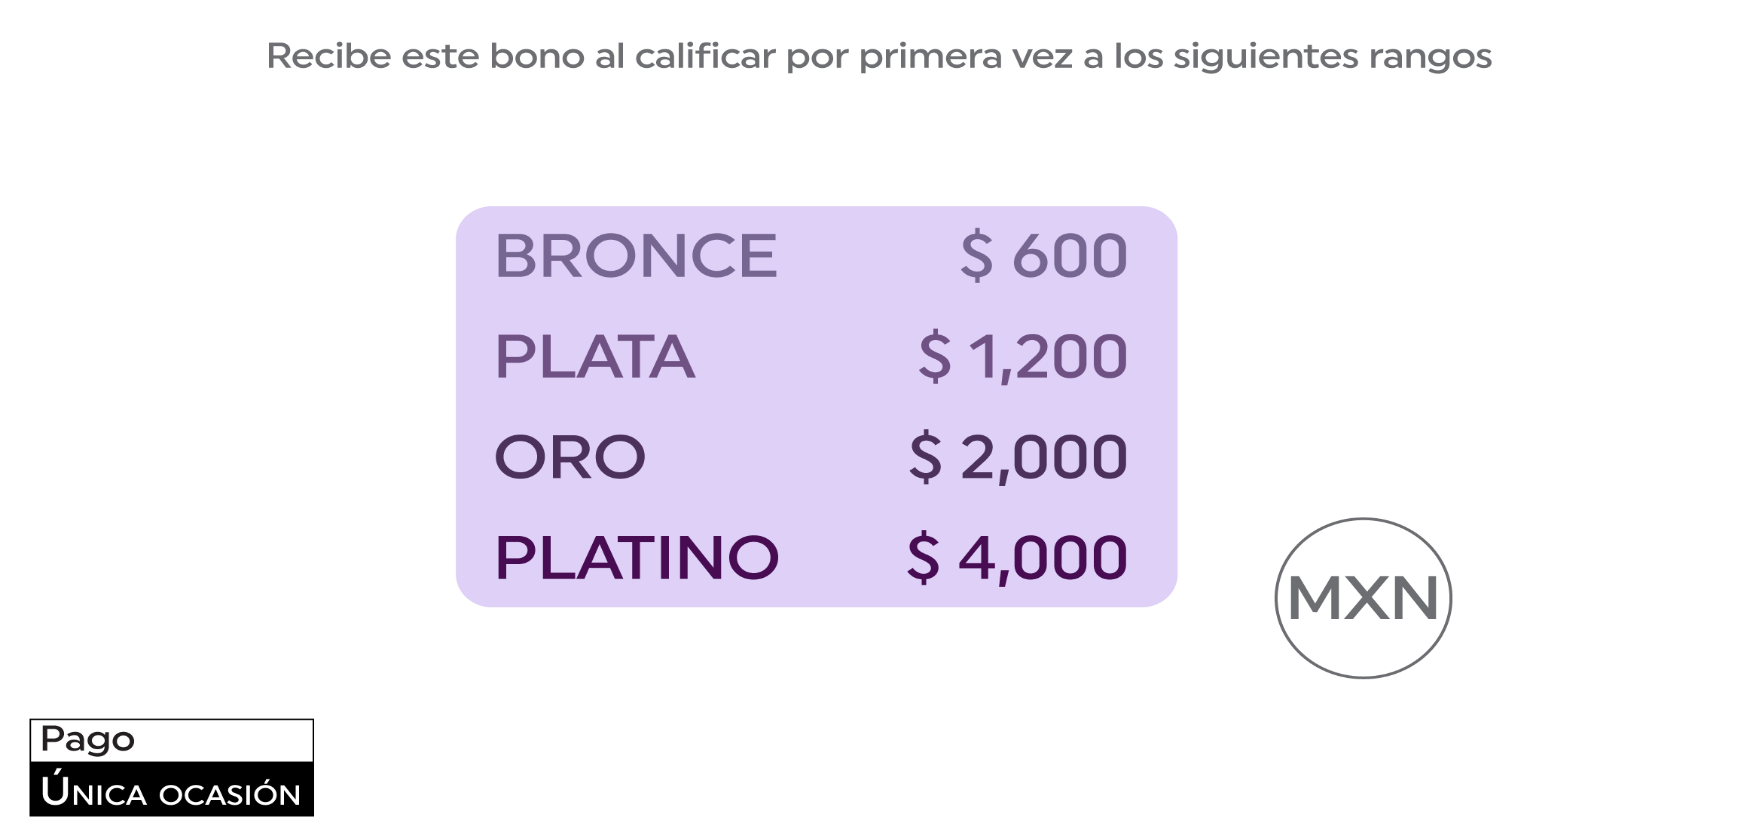 Recibe este bono al calificar por primera vez a los siguientes rangos
BRONCE $ 600
PLATA $ 1,200
ORO $ 2,000
PLATINO $ 4,000
MXN
Pago
ÚNICA OCASIÓN